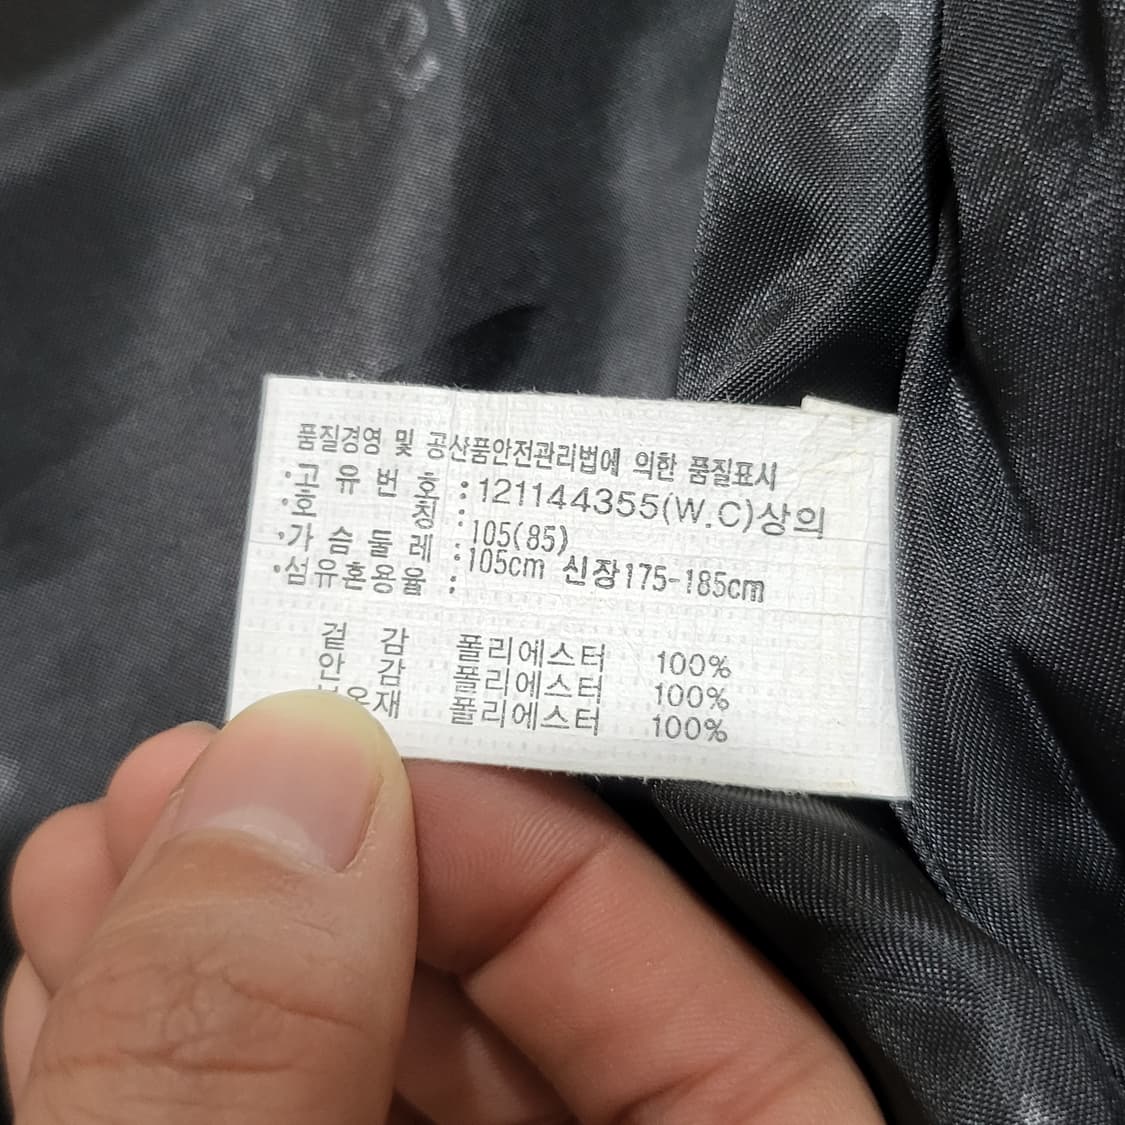 품질경영 및 공산품안전관리법에 의한 품질표시
·고 유 번 호 : 121144355(W.C)상의
·호 칭 : 105(85)
·가 슴 둘 레 : 105cm 신장175-185cm
·섬유혼용율 :
겉 감 폴리에스터 100%
안 감 폴리에스터 100%
폴리에스터 100%